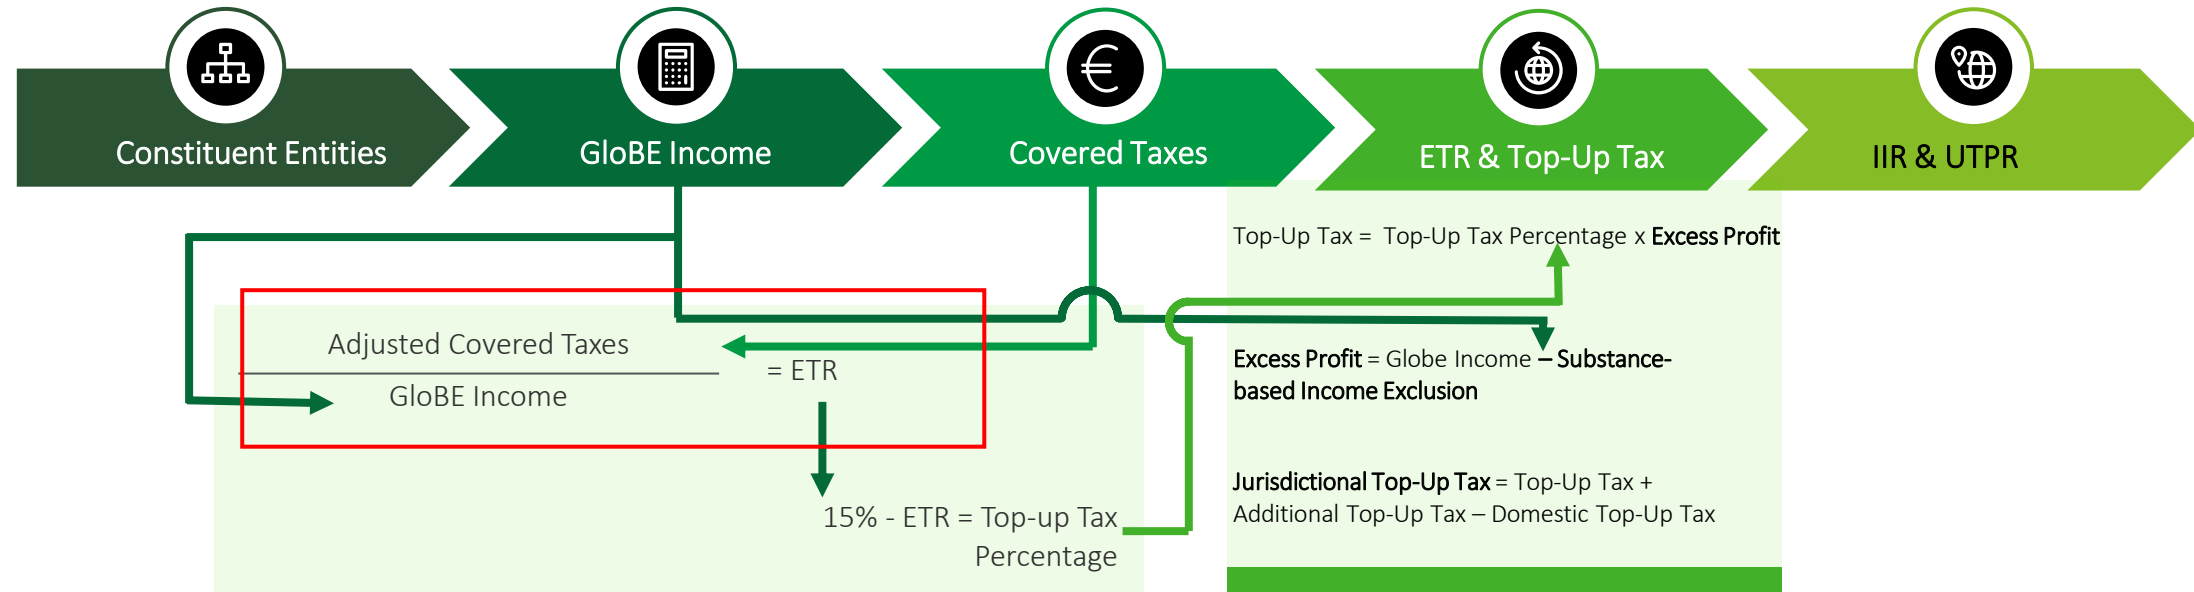 Constituent Entities
GloBE Income
Covered Taxes
ETR & Top-Up Tax
IIR & UTPR
Adjusted Covered Taxes
GloBE Income
= ETR
15% - ETR = Top-up Tax
Percentage
Top-Up Tax = Top-Up Tax Percentage x Excess Profit
Excess Profit = Globe Income – Substance-
based Income Exclusion
Jurisdictional Top-Up Tax = Top-Up Tax +
Additional Top-Up Tax – Domestic Top-Up Tax